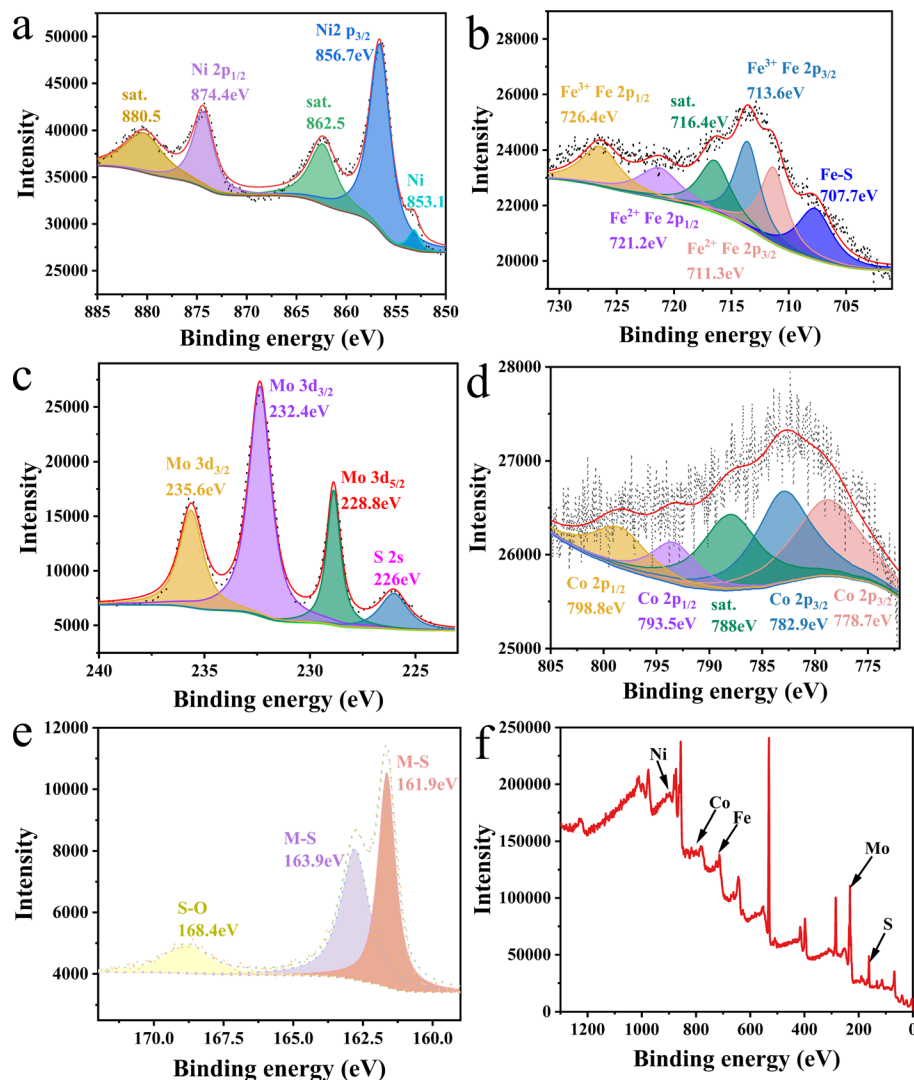 a
Intensity
50000
45000
40000
35000
30000
25000
Ni2 p3/2
856.7eV
Ni 2p1/2
874.4eV
sat.
880.5
sat.
862.5
Ni
853.1
885 880 875 870 865 860 855 850
Binding energy (eV)
b
Intensity
28000
26000
24000
22000
20000
Fe3+ Fe 2p3/2
713.6eV
Fe3+ Fe 2p1/2
726.4eV
sat.
716.4eV
Fe-S
707.7eV
Fe2+ Fe 2p1/2
721.2eV
Fe2+ Fe 2p3/2
711.3eV
730 725 720 715 710 705
Binding energy (eV)
c
Intensity
25000
20000
15000
10000
5000
Mo 3d3/2
232.4eV
Mo 3d3/2
235.6eV
Mo 3d5/2
228.8eV
S 2s
226eV
240 235 230 229 225
Binding energy (eV)
d
Intensity
28000
27000
26000
25000
Co 2p1/2
798.8eV
Co 2p1/2
793.5eV
sat.
788eV
Co 2p3/2
782.9eV
Co 2p3/2
778.7eV
805 800 795 790 785 780 775
Binding energy (eV)
e
Intensity
12000
10000
8000
6000
4000
M-S
161.9eV
M-S
163.9eV
S-O
168.4eV
170.0 167.5 165.0 162.5 160.0
Binding energy (eV)
f
Intensity
250000
200000
150000
100000
50000
0
Ni
Co
Fe
Mo
S
1200 1000 800 600 400 200 0
Binding energy (eV)